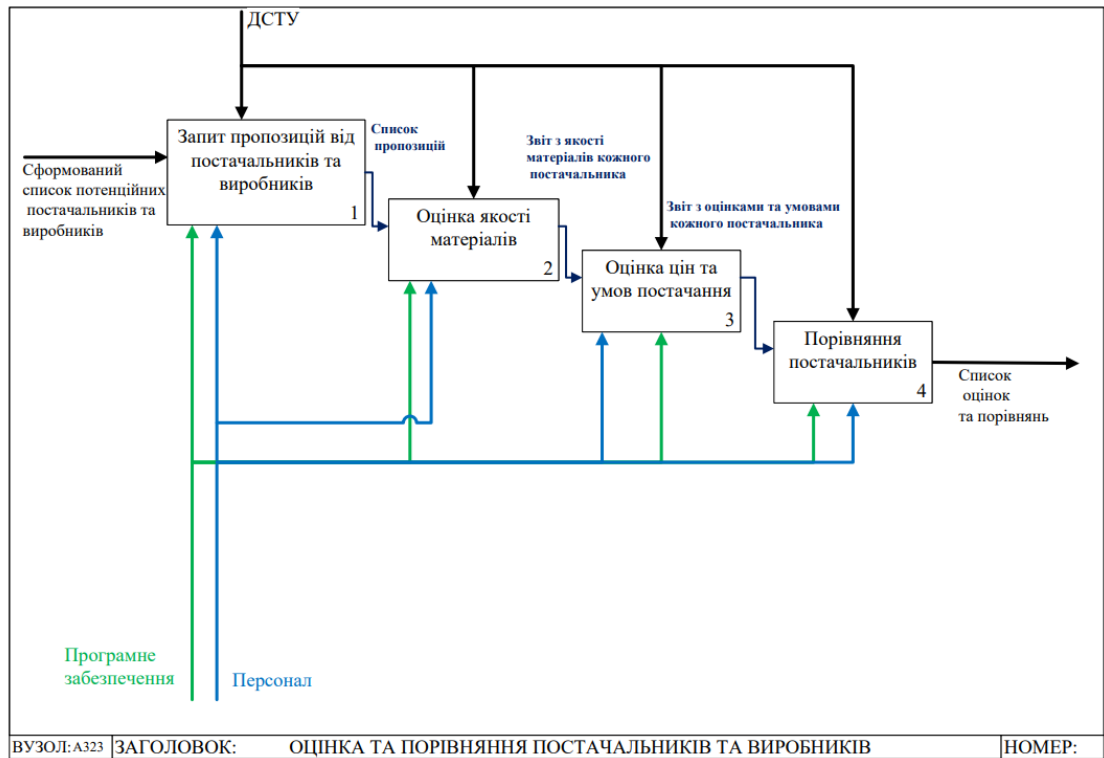 ДСТУ
Запит пропозицій від
постачальників та
виробників
1
Сформований
список потенційних
постачальників та
виробників
Список
пропозицій
Оцінка якості
матеріалів
2
Звіт з якості
матеріалів кожного
постачальника
Звіт з оцінками та умовами
кожного постачальника
Оцінка цін та
умов постачання
3
Порівняння
постачальників
4
Список
оцінок
та порівнянь
Програмне
забезпечення
Персонал
ВУЗОЛ: А323 ЗАГОЛОВОК: ОЦІНКА ТА ПОРІВНЯННЯ ПОСТАЧАЛЬНИКІВ ТА ВИРОБНИКІВ НОМЕР: